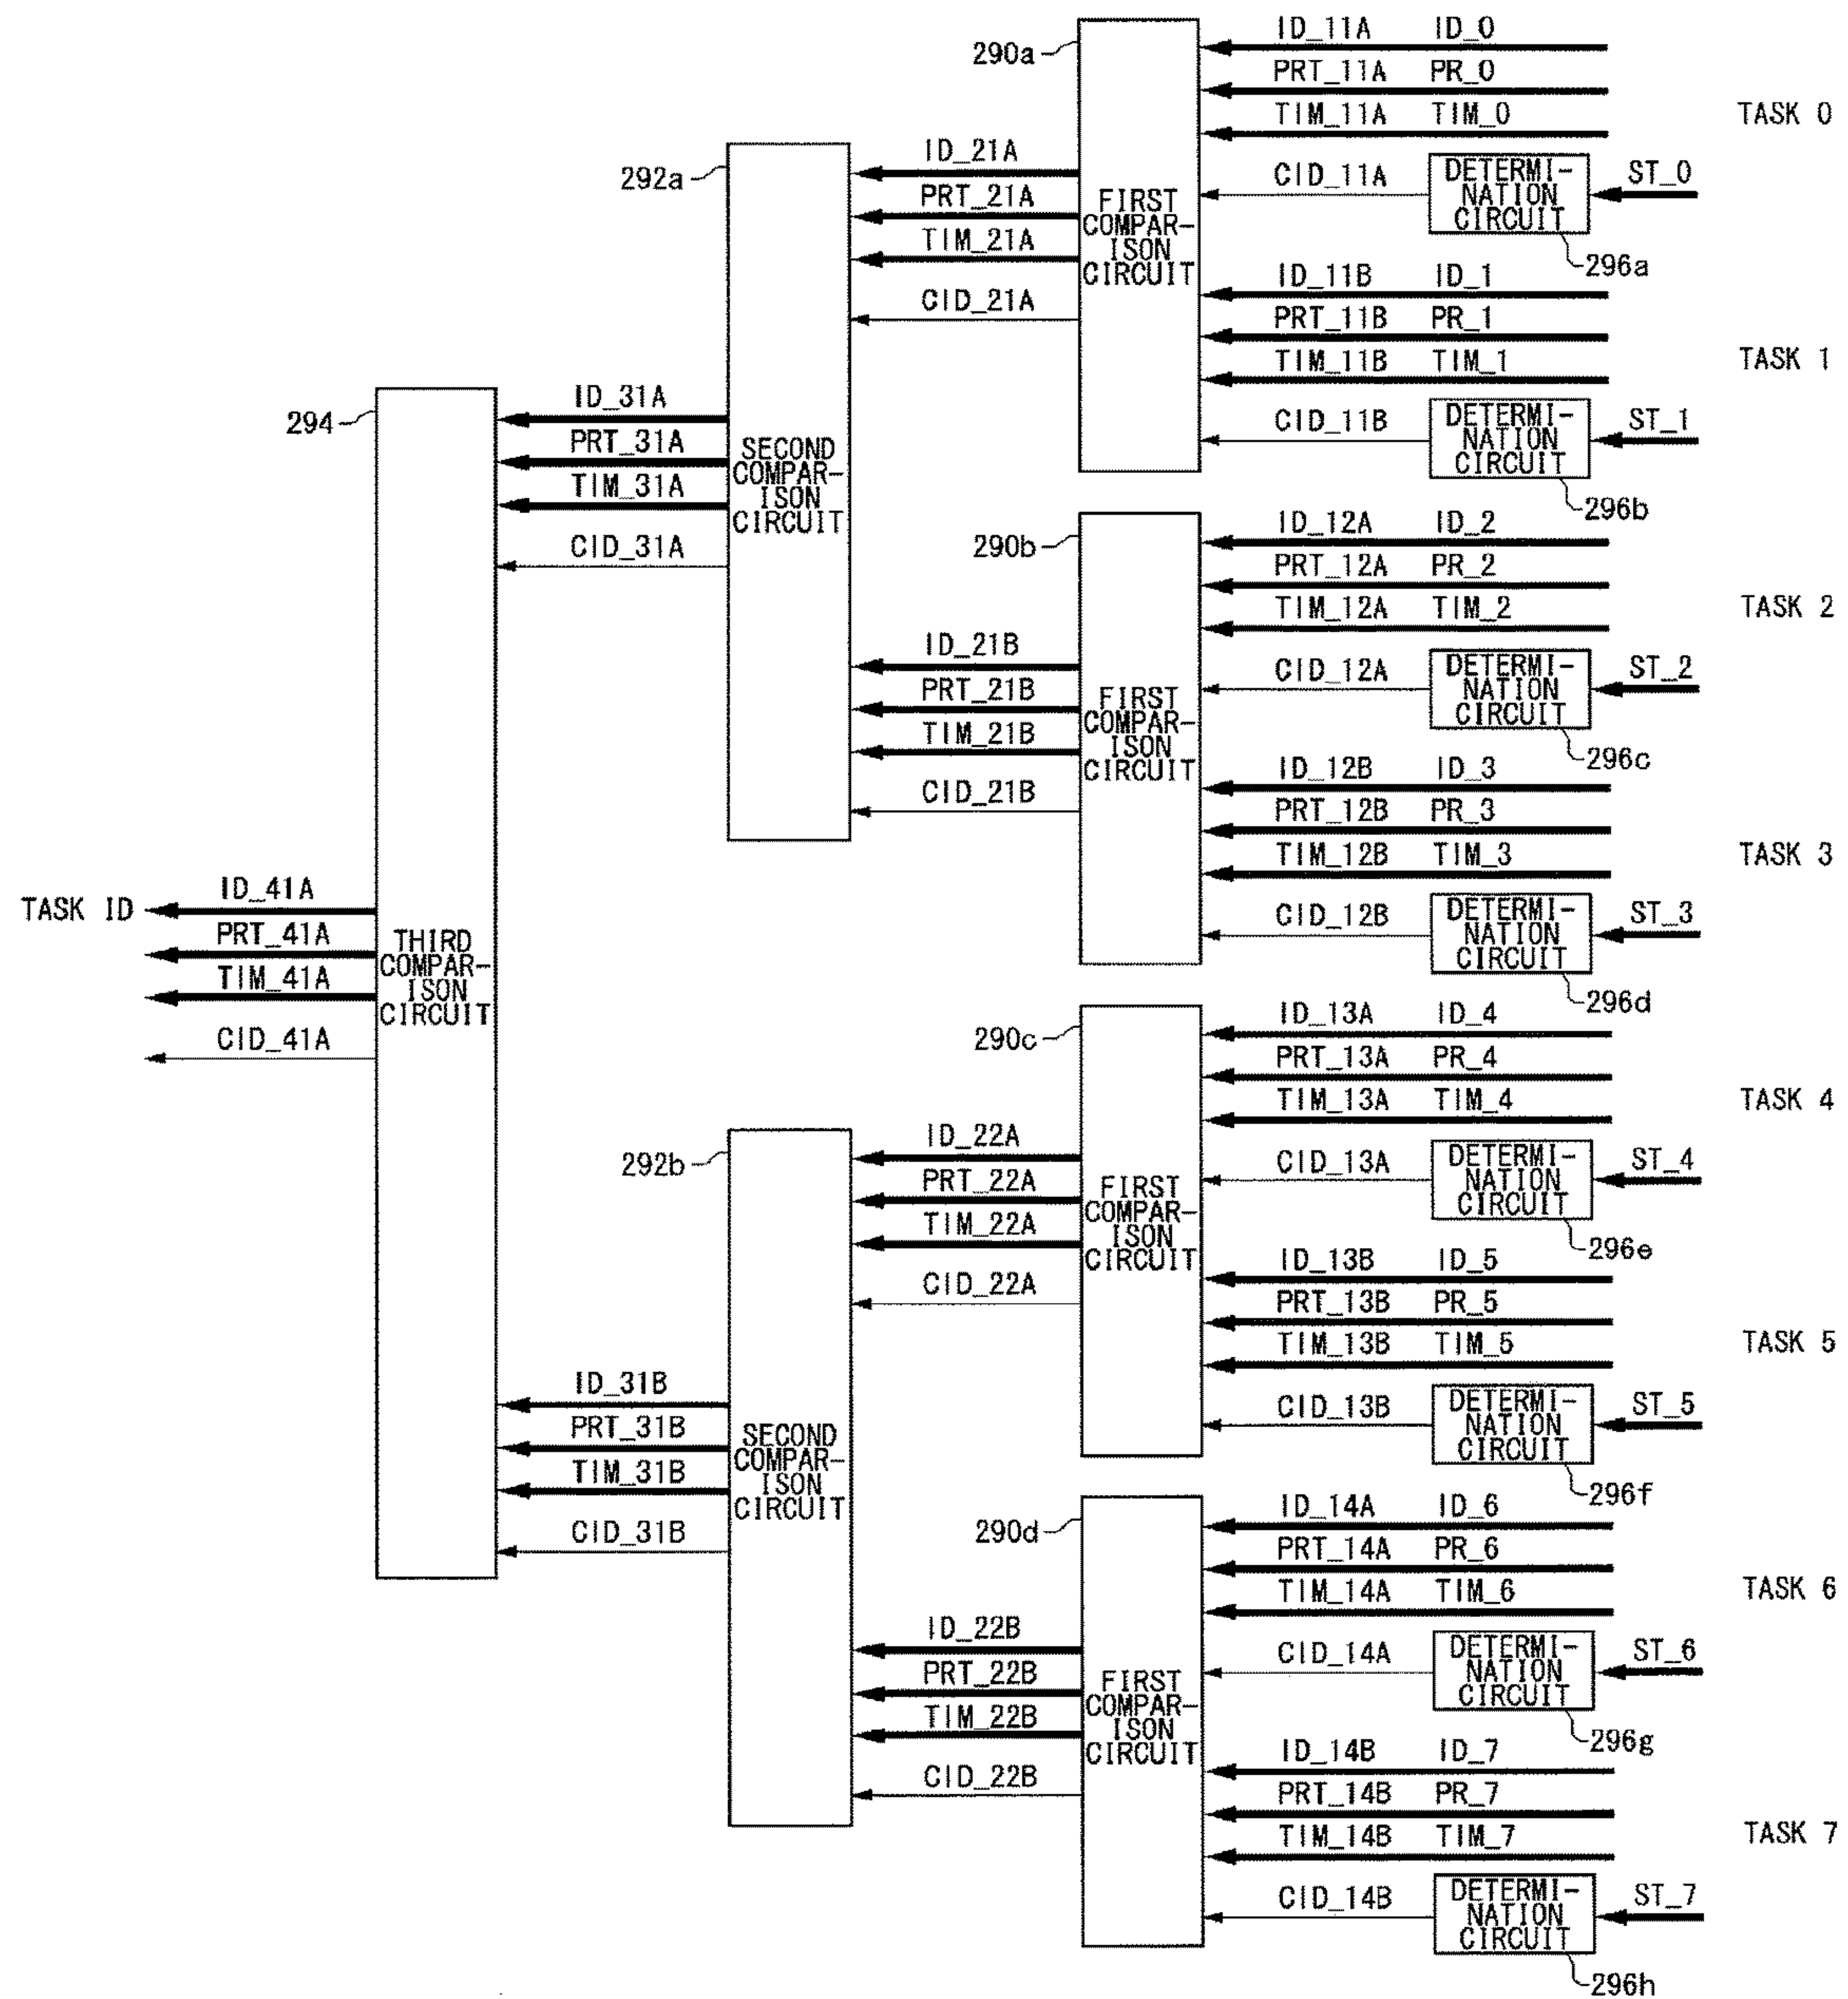 290a
ID_11A ID_0
PRT_11A PR_0
TIM_11A TIM_0
TASK 0
CID_11A
DETERMI-
NATION
CIRCUIT
ST_0
296a
FIRST
COMPAR-
ISON
CIRCUIT
ID_11B ID_1
PRT_11B PR_1
TIM_11B TIM_1
TASK 1
CID_11B
DETERMI-
NATION
CIRCUIT
ST_1
296b
292a
ID_21A
PRT_21A
TIM_21A
CID_21A
SECOND
COMPAR-
ISON
CIRCUIT
290b
ID_12A ID_2
PRT_12A PR_2
TIM_12A TIM_2
TASK 2
CID_12A
DETERMI-
NATION
CIRCUIT
ST_2
296c
FIRST
COMPAR-
ISON
CIRCUIT
ID_12B ID_3
PRT_12B PR_3
TIM_12B TIM_3
TASK 3
CID_12B
DETERMI-
NATION
CIRCUIT
ST_3
296d
ID_21B
PRT_21B
TIM_21B
CID_21B
294
ID_31A
PRT_31A
TIM_31A
CID_31A
TASK ID
ID_41A
PRT_41A
TIM_41A
CID_41A
THIRD
COMPAR-
ISON
CIRCUIT
290c
ID_13A ID_4
PRT_13A PR_4
TIM_13A TIM_4
TASK 4
CID_13A
DETERMI-
NATION
CIRCUIT
ST_4
296e
FIRST
COMPAR-
ISON
CIRCUIT
ID_13B ID_5
PRT_13B PR_5
TIM_13B TIM_5
TASK 5
CID_13B
DETERMI-
NATION
CIRCUIT
ST_5
296f
292b
ID_22A
PRT_22A
TIM_22A
CID_22A
ID_31B
PRT_31B
TIM_31B
CID_31B
SECOND
COMPAR-
ISON
CIRCUIT
290d
ID_14A ID_6
PRT_14A PR_6
TIM_14A TIM_6
TASK 6
CID_14A
DETERMI-
NATION
CIRCUIT
ST_6
296g
ID_22B
PRT_22B
TIM_22B
CID_22B
FIRST
COMPAR-
ISON
CIRCUIT
ID_14B ID_7
PRT_14B PR_7
TIM_14B TIM_7
TASK 7
CID_14B
DETERMI-
NATION
CIRCUIT
ST_7
296h